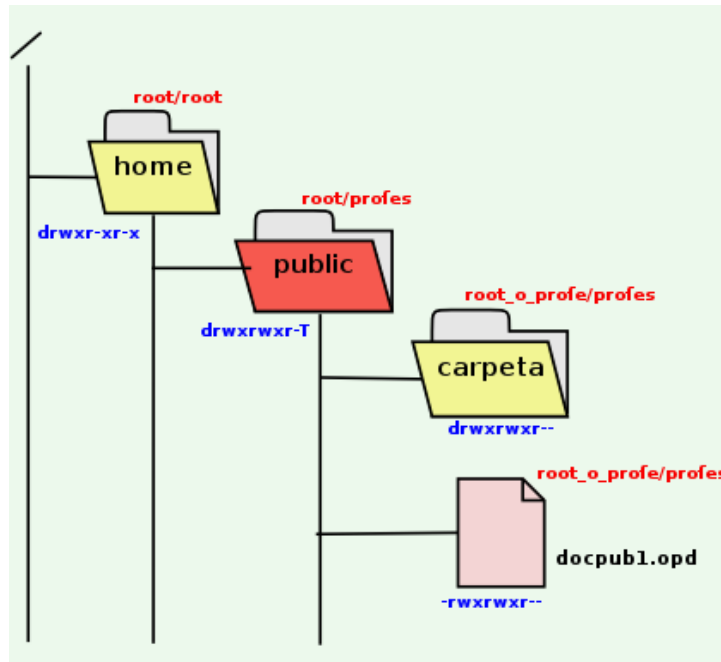 /
root/root
home
drwxr-xr-x
root/profes
public
drwxrwxr-T
root_o_profe/profes
carpeta
drwxrwxr--
root_o_profe/profes
docpub1.opd
-rwxrwxr--